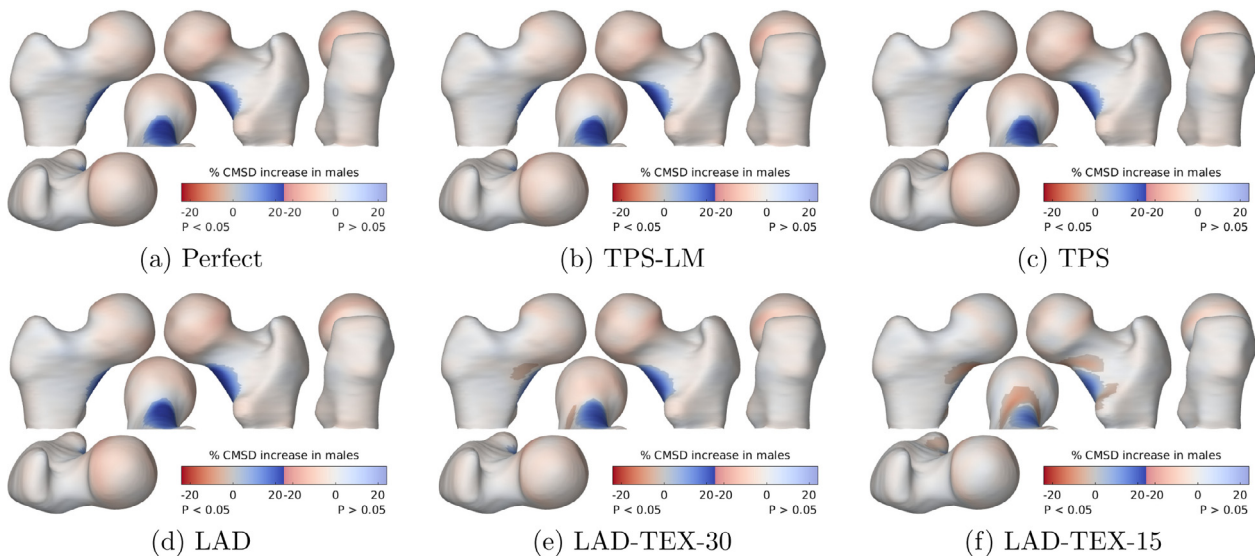 % CMSD increase in males
-20 0 20 -20 0 20
P < 0.05 P > 0.05
(a) Perfect
% CMSD increase in males
-20 0 20 -20 0 20
P < 0.05 P > 0.05
(b) TPS-LM
% CMSD increase in males
-20 0 20 -20 0 20
P < 0.05 P > 0.05
(c) TPS
% CMSD increase in males
-20 0 20 -20 0 20
P < 0.05 P > 0.05
(d) LAD
% CMSD increase in males
-20 0 20 -20 0 20
P < 0.05 P > 0.05
(e) LAD-TEX-30
% CMSD increase in males
-20 0 20 -20 0 20
P < 0.05 P > 0.05
(f) LAD-TEX-15